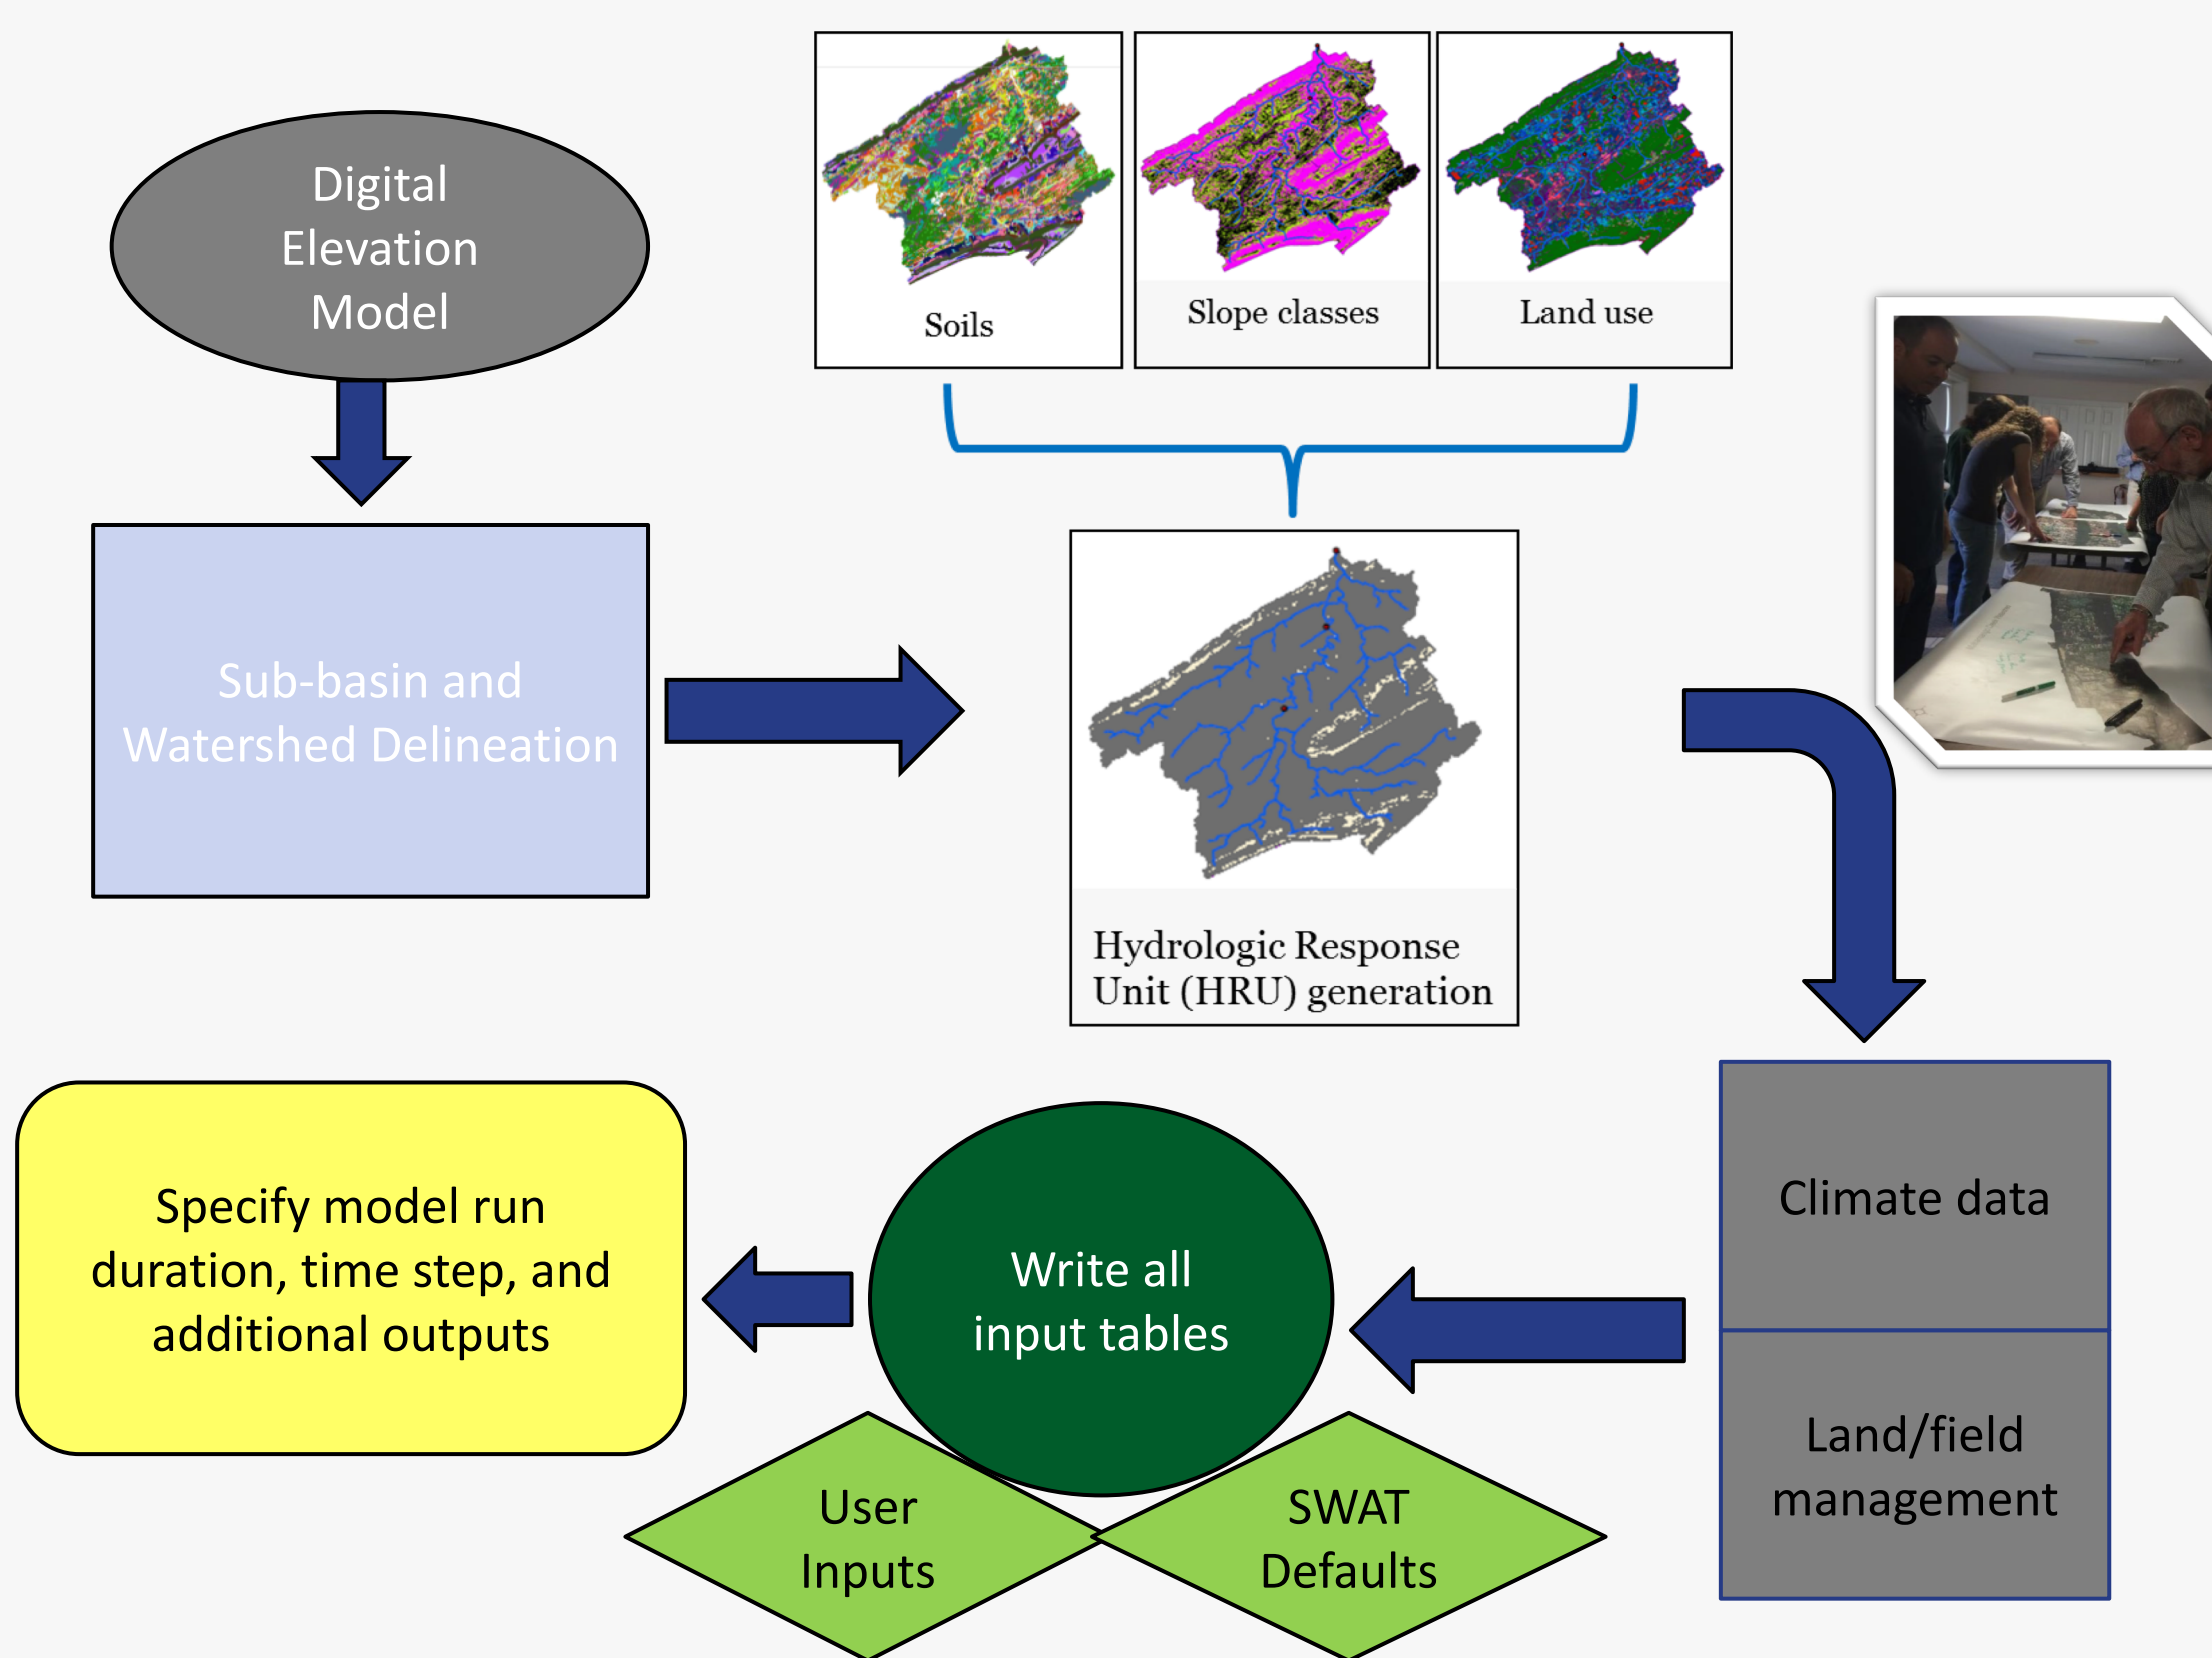 Digital
Elevation
Model
Soils
Slope classes
Land use
Sub-basin and
Watershed Delineation
Hydrologic Response
Unit (HRU) generation
Climate data
Land/field
management
Write all
input tables
User
Inputs
SWAT
Defaults
Specify model run
duration, time step, and
additional outputs